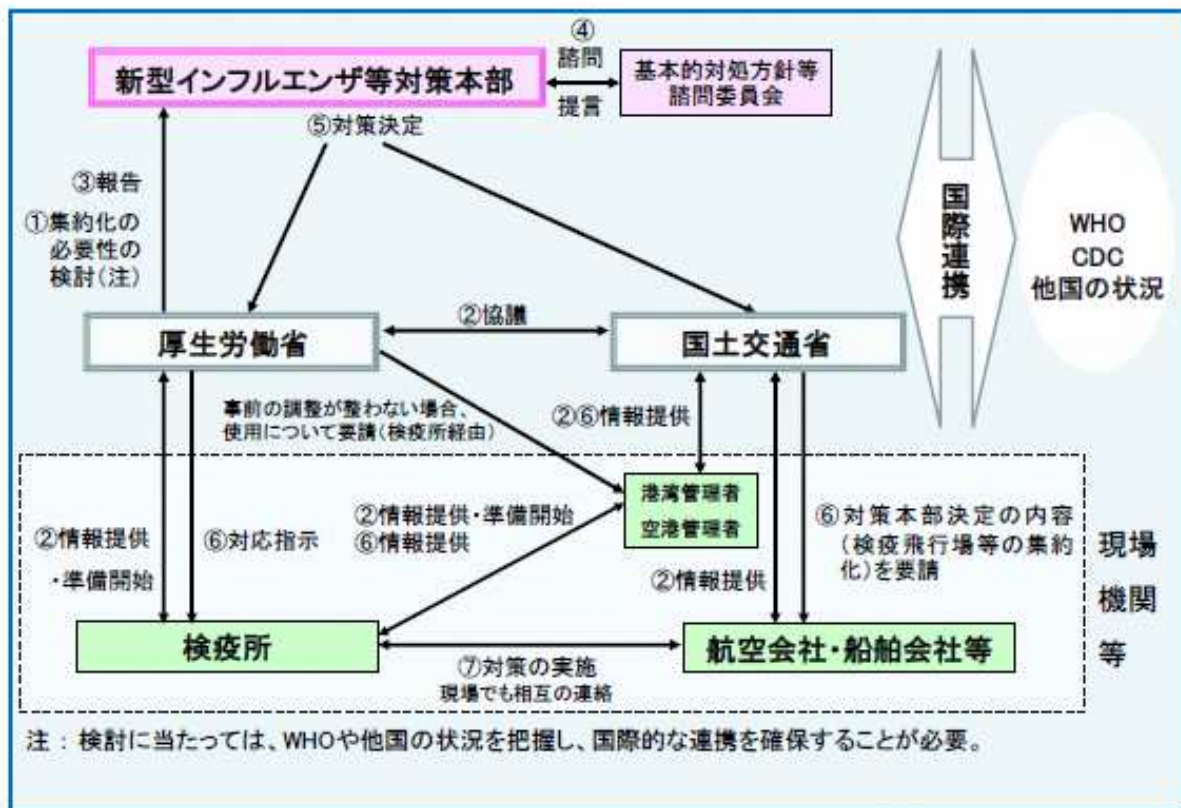 ④
諮問
提言
新型インフルエンザ等対策本部
基本的対処方針等
諮問委員会
⑤対策決定
③報告
①集約化の
必要性の
検討(注)
国際連携
WHO
CDC
他国の状況
厚生労働省
②協議
国土交通省
事前の調整が整わない場合、
使用について要請(検疫所経由)
②⑥情報提供
港湾管理者
空港管理者
②情報提供
・準備開始
⑥対応指示
②情報提供・準備開始
⑥情報提供
②情報提供
⑥対策本部決定の内容
(検疫飛行場等の集約
化)を要請
現場
機関
等
検疫所
航空会社・船舶会社等
⑦対策の実施
現場でも相互の連絡
注：検討に当たっては、WHOや他国の状況を把握し、国際的な連携を確保することが必要。